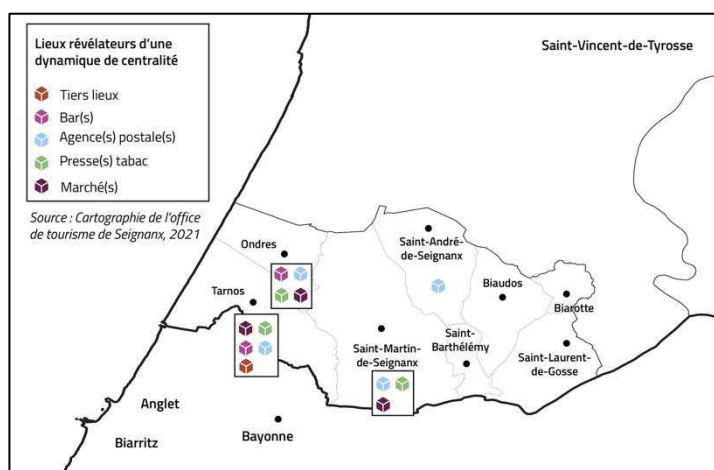 Lieux révélateurs d'une
dynamique de centralité
Tiers lieux
Bar(s)
Agence(s) postale(s)
Presse(s) tabac
Marché(s)
Source : Cartographie de l'office
de tourisme de Seignanx, 2021
Saint-Vincent-de-Tyrosse
Ondres
Saint-André-
de-Seignanx
Tarnos
Biaudos
Biarotte
Saint-Martin-
de-Seignanx
Saint-
Barthélémy
Saint-Laurent-
de-Gosse
Anglet
Biarritz
Bayonne